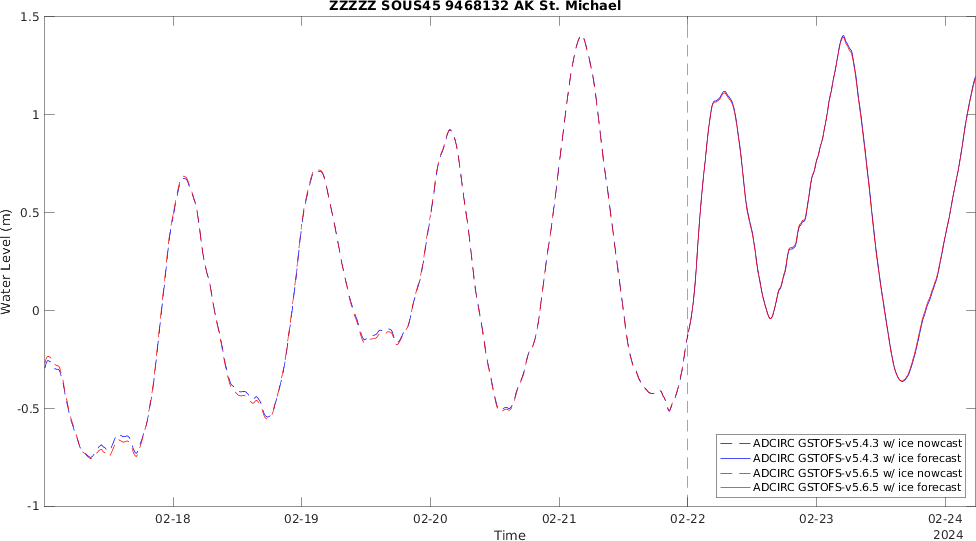 ZZZZZ SOUS45 9468132 AK St. Michael
Water Level (m)
1.5
1
0.5
0
-0.5
-1
02-18
02-19
02-20
02-21
02-22
02-23
02-24
Time
2024
ADCIRC GSTOFS-v5.4.3 w/ ice nowcast
ADCIRC GSTOFS-v5.4.3 w/ ice forecast
ADCIRC GSTOFS-v5.6.5 w/ ice nowcast
ADCIRC GSTOFS-v5.6.5 w/ ice forecast